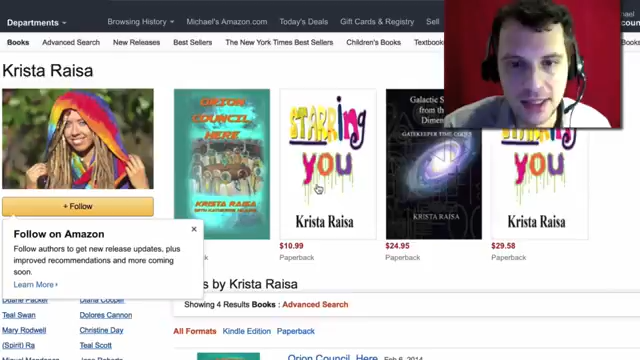 Departments
Browsing History
Michael's Amazon.com
Today's Deals
Gift Cards & Registry
Sell
Books
Advanced Search
New Releases
Best Sellers
The New York Times Best Sellers
Children's Books
Krista Raisa
ORION
COUNCIL
HERE
KRISTA RAISA
STARRing
YOU
Krista Raisa
Galactic S
from th
Dimen
GATEKEEPER TIME CODES
KRISTA RAISA
YOU
Krista Raisa
+ Follow
$10.99
Paperback
$24.95
Paperback
$29.58
Paperback
Follow on Amazon
Follow authors to get new release updates, plus
improved recommendations and more coming
soon.
Learn More
s by Krista Raisa
Showing 4 Results Books : Advanced Search
Duane Packer
Diana Cooper
Teal Swan
Dolores Cannon
Mary Rodwell
Christine Day
(Spirit) Ra
Teal Scott
All Formats
Kindle Edition
Paperback
Orion Council, Here Feb 6, 2014